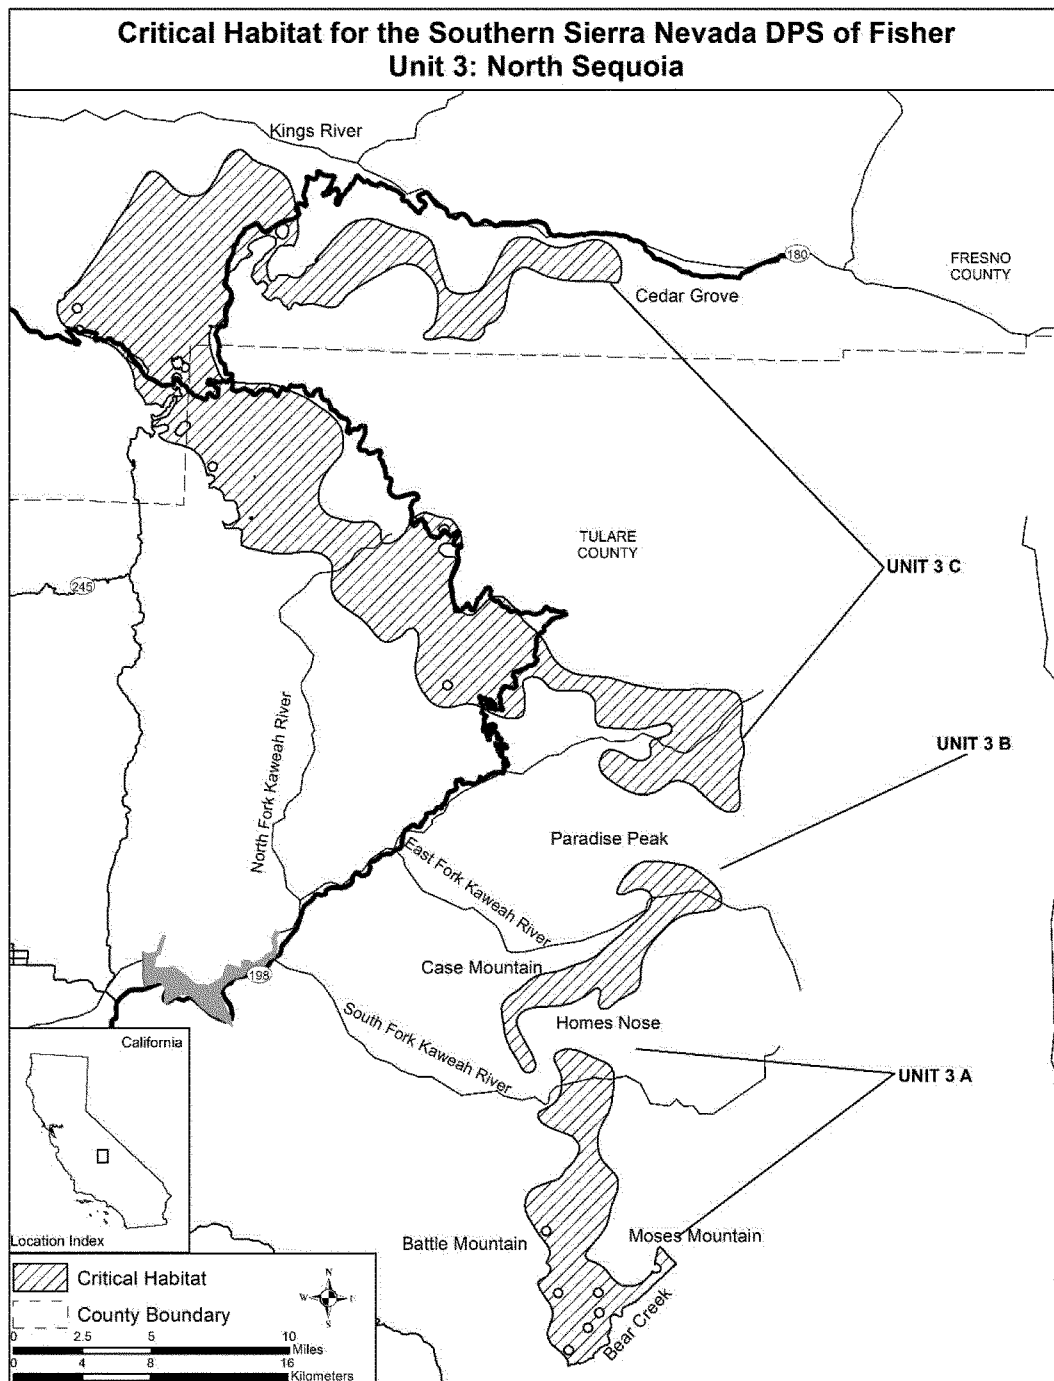 Critical Habitat for the Southern Sierra Nevada DPS of Fisher
Unit 3: North Sequoia
Kings River
180
FRESNO
COUNTY
Cedar Grove
TULARE
COUNTY
UNIT 3 C
245
North Fork Kaweah River
UNIT 3 B
Paradise Peak
East Fork Kaweah River
Case Mountain
198
Homes Nose
South Fork Kaweah River
UNIT 3 A
California
Location Index
Battle Mountain
Moses Mountain
Bear Creek
Critical Habitat
County Boundary
N
W
S
0 2.5 5 10
Miles
0 4 8 16
Kilometers